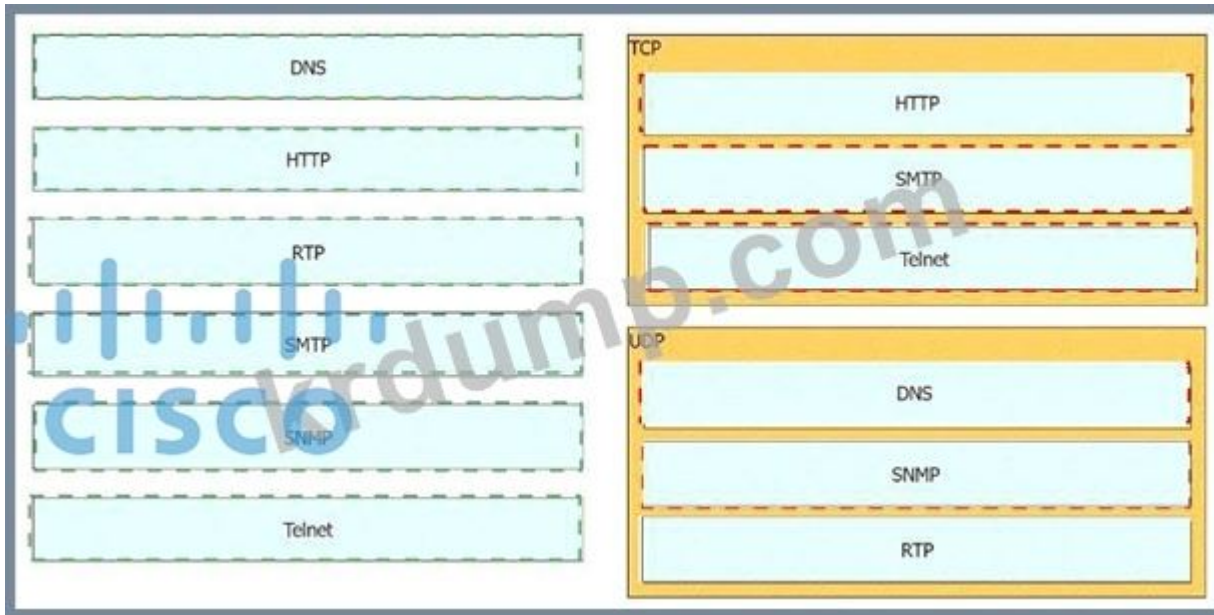 DNS
HTTP
RTP
SMTP
SNMP
Telnet
TCP
HTTP
SMTP
Telnet
UDP
DNS
SNMP
RTP
CISCO
krdump.com